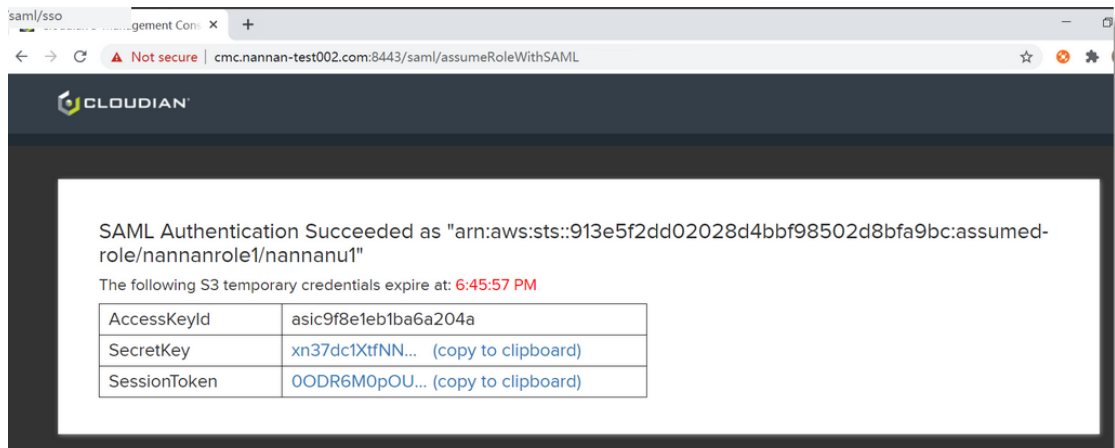 /saml/sso
gement Cons
Not secure | cmc.nannan-test002.com:8443/saml/assumeRoleWithSAML
CLOUDIAN
SAML Authentication Succeeded as "arn:aws:sts::913e5f2dd02028d4bbf98502d8bfa9bc:assumed-
role/nannanrole1/nannanu1"
The following S3 temporary credentials expire at: 6:45:57 PM
AccessKeyId asic9f8e1eb1ba6a204a
SecretKey xn37dc1XtfNN... (copy to clipboard)
SessionToken 0ODR6M0pOU... (copy to clipboard)